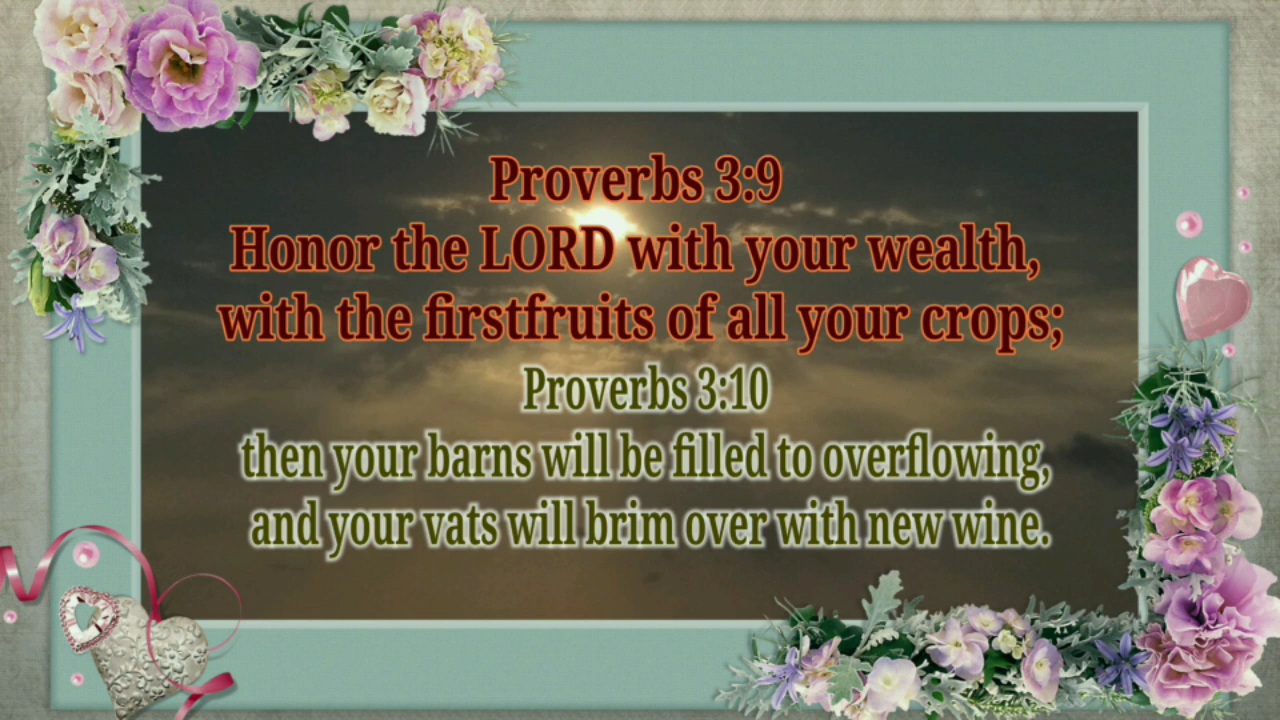 Proverbs 3:9
Honor the LORD with your wealth,
with the firstfruits of all your crops;
Proverbs 3:10
then your barns will be filled to overflowing,
and your vats will brim over with new wine.